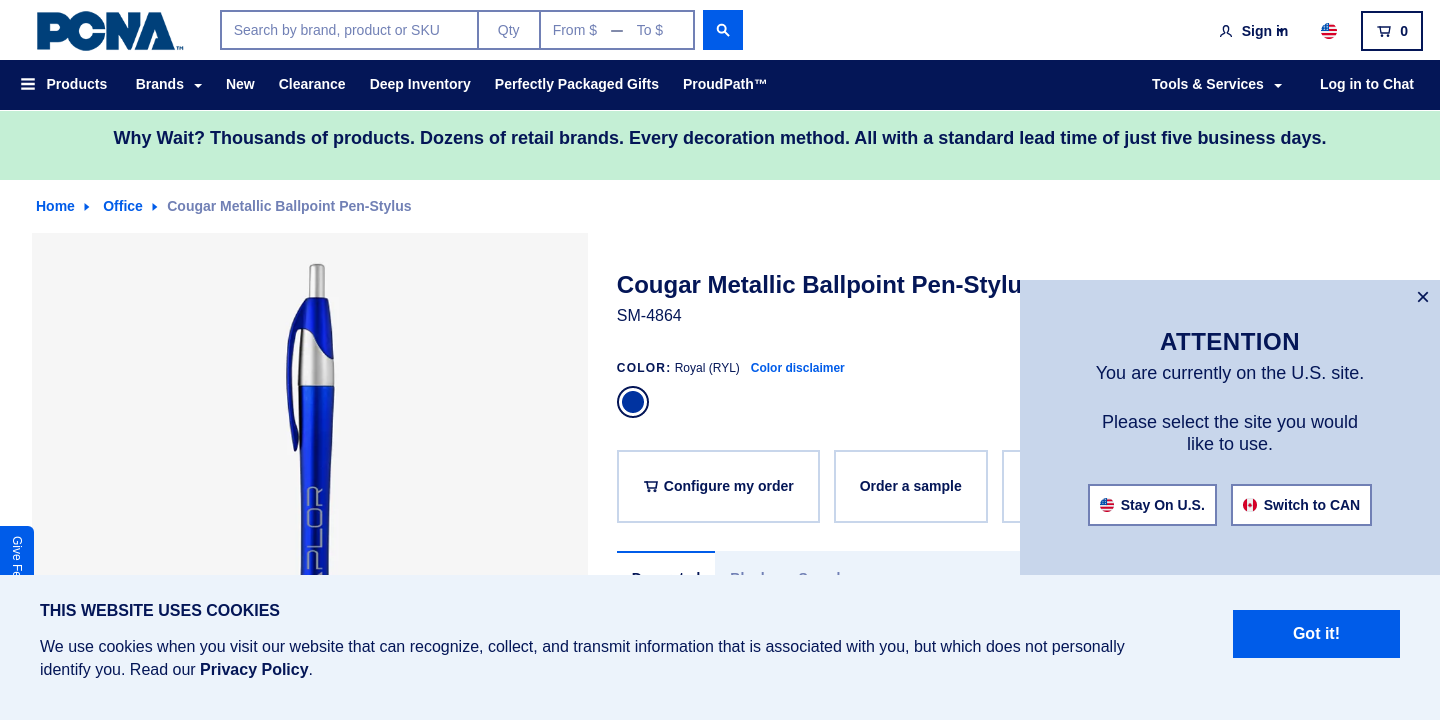 PCNA™
Search by brand, product or SKU
Qty
From $ — To $
Sign in
0
Products
Brands
New
Clearance
Deep Inventory
Perfectly Packaged Gifts
ProudPath™
Tools & Services
Log in to Chat
Why Wait? Thousands of products. Dozens of retail brands. Every decoration method. All with a standard lead time of just five business days.
Home
Office
Cougar Metallic Ballpoint Pen-Stylus
Cougar Metallic Ballpoint Pen-Stylu
SM-4864
COLOR: Royal (RYL) Color disclaimer
Configure my order
Order a sample
ATTENTION
You are currently on the U.S. site.
Please select the site you would
like to use.
Stay On U.S.
Switch to CAN
PLOR
Give Fe
THIS WEBSITE USES COOKIES
We use cookies when you visit our website that can recognize, collect, and transmit information that is associated with you, but which does not personally
identify you. Read our Privacy Policy.
Got it!